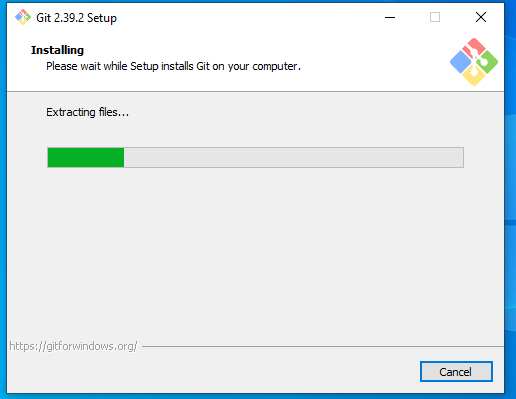 Git 2.39.2 Setup
Installing
Please wait while Setup installs Git on your computer.
Extracting files...
https://gitforwindows.org/
Cancel